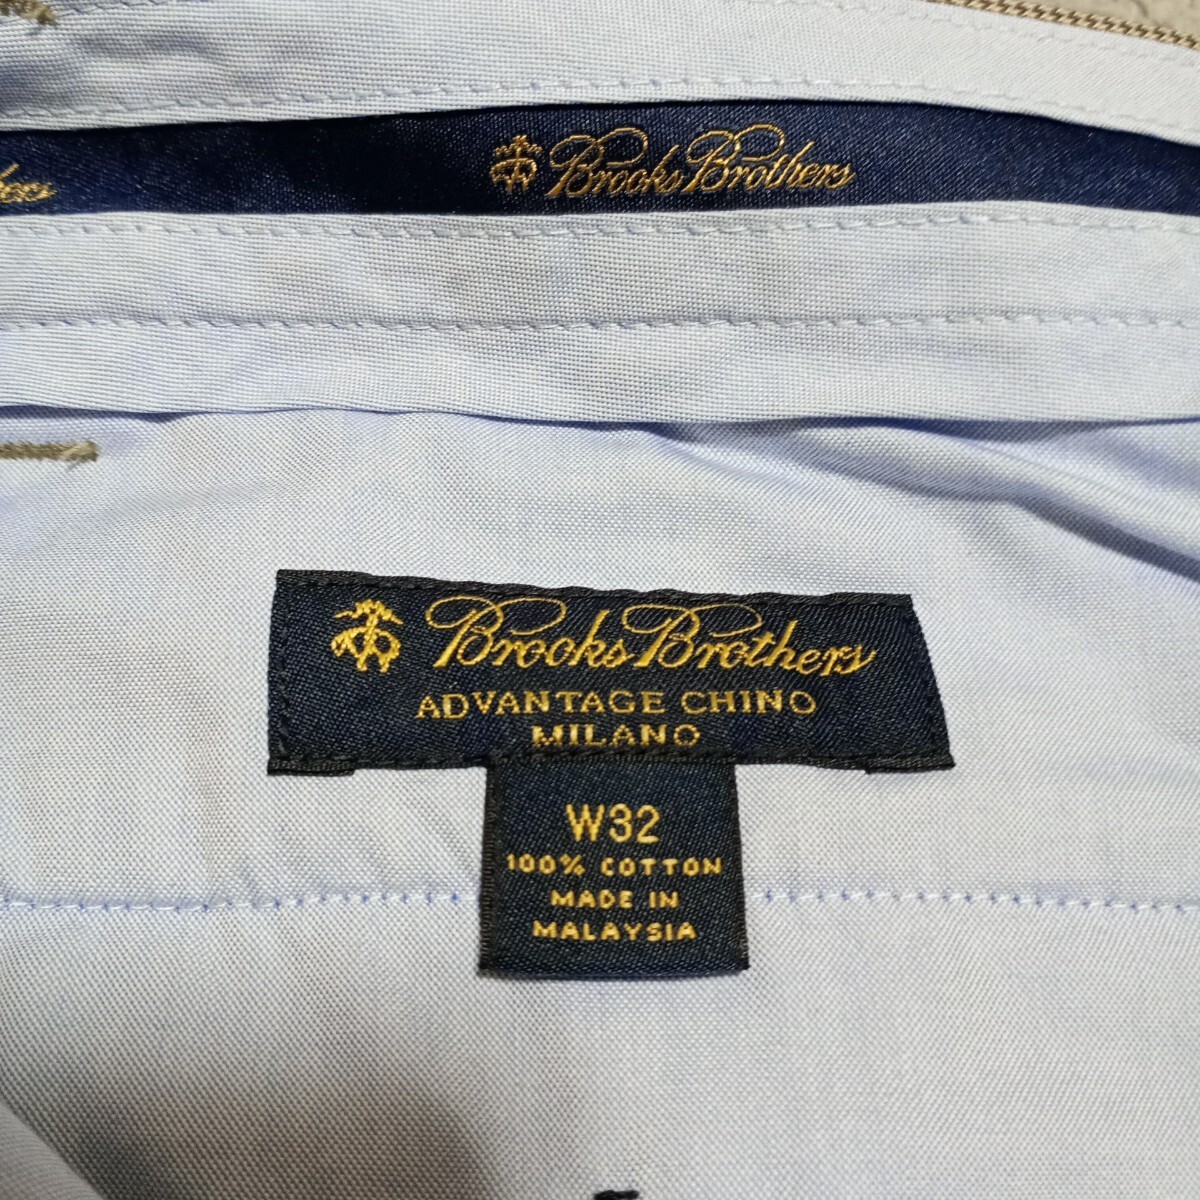 Brooks Brothers
Brooks Brothers
ADVANTAGE CHINO
MILANO
W32
100% COTTON
MADE IN
MALAYSIA